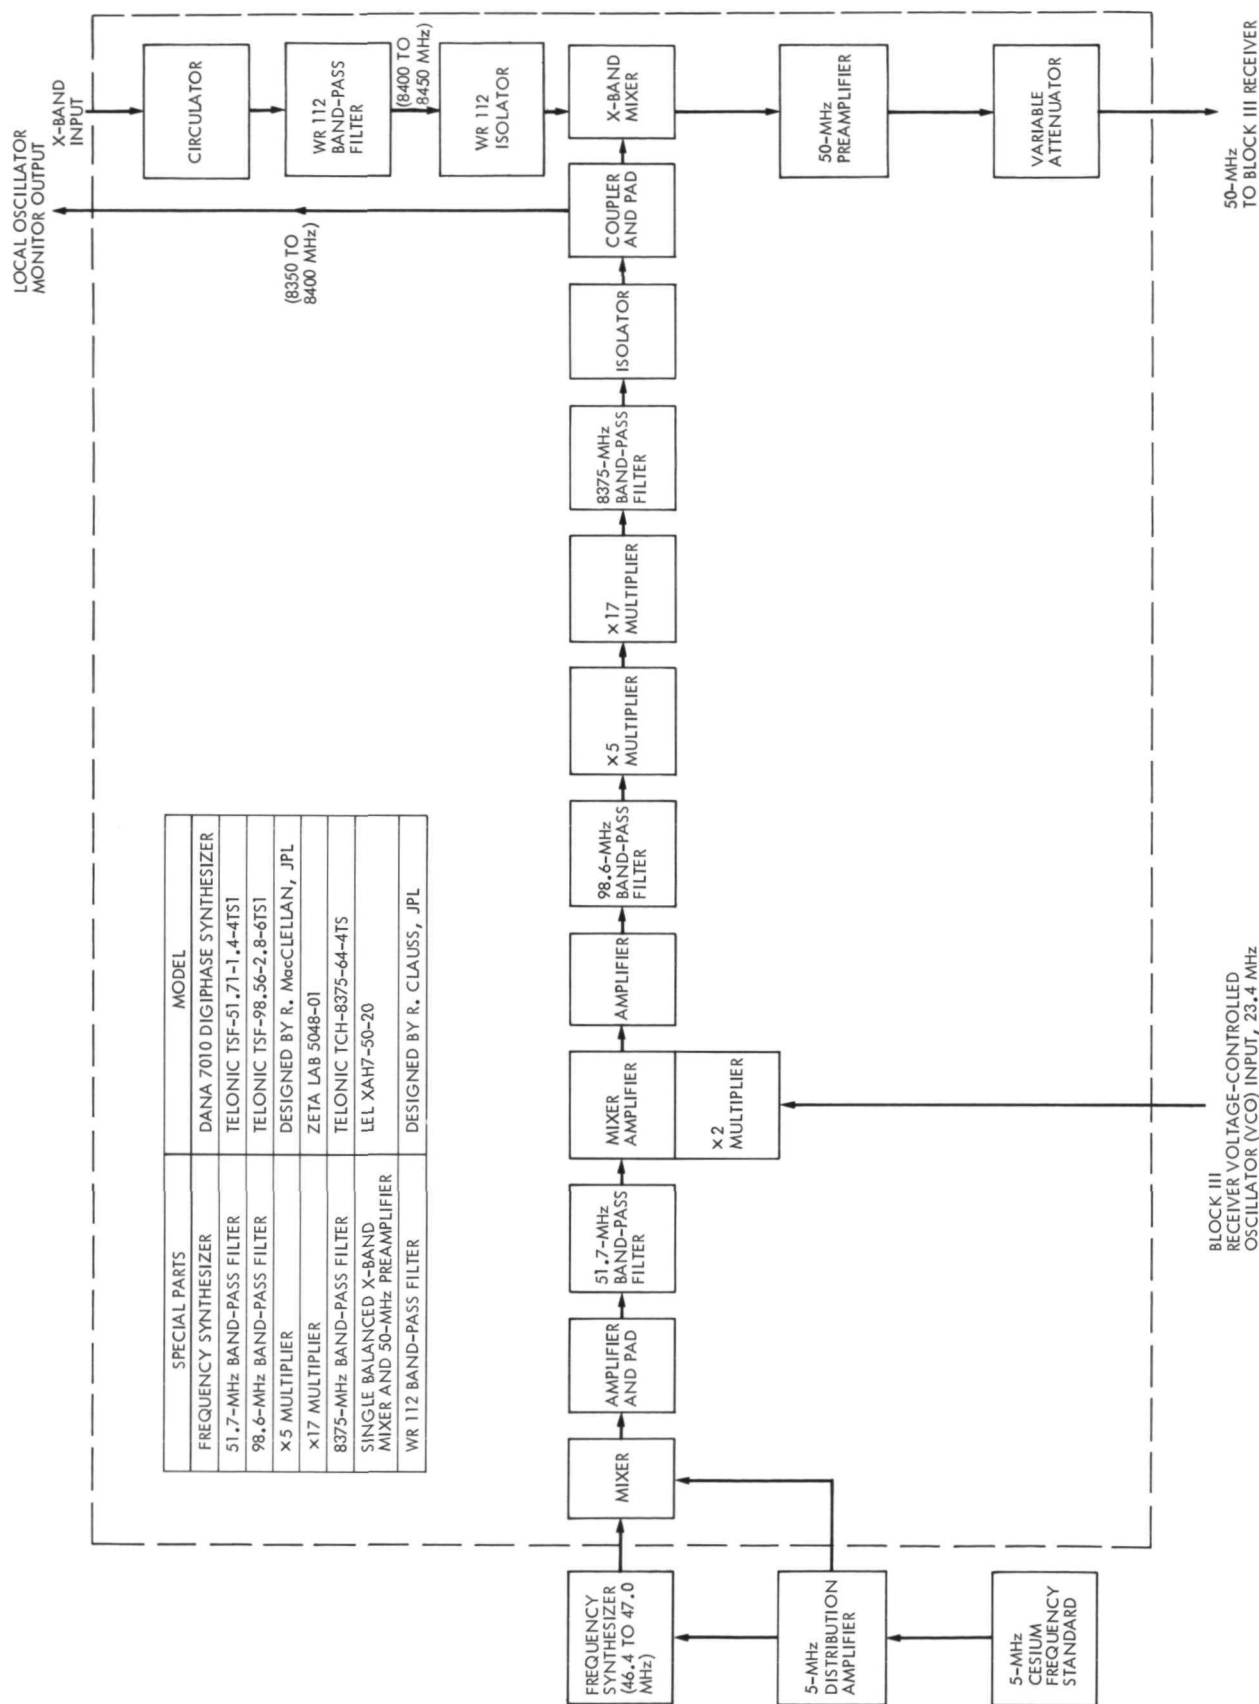 LOCAL OSCILLATOR
MONITOR OUTPUT
X-BAND
INPUT
CIRCULATOR
WR 112
BAND-PASS
FILTER
(8400 TO
8450 MHz)
WR 112
ISOLATOR
X-BAND
MIXER
50-MHz
PREAMPLIFIER
VARIABLE
ATTENUATOR
50-MHz
TO BLOCK III RECEIVER
(8350 TO
8400 MHz)
COUPLER
AND PAD
ISOLATOR
8375-MHz
BAND-PASS
FILTER
×17
MULTIPLIER
×5
MULTIPLIER
98.6-MHz
BAND-PASS
FILTER
AMPLIFIER
MIXER
AMPLIFIER
×2
MULTIPLIER
BLOCK III
RECEIVER VOLTAGE-CONTROLLED
OSCILLATOR (VCO) INPUT, 23.4 MHz
51.7-MHz
BAND-PASS
FILTER
AMPLIFIER
AND PAD
MIXER
FREQUENCY
SYNTHESIZER
(46.4 TO 47.0
MHz)
5-MHz
DISTRIBUTION
AMPLIFIER
5-MHz
CESIUM
FREQUENCY
STANDARD
SPECIAL PARTS MODEL
FREQUENCY SYNTHESIZER DANA 7010 DIGIPHASE SYNTHESIZER
51.7-MHz BAND-PASS FILTER TELONIC TSF-51.71-1.4-4TS1
98.6-MHz BAND-PASS FILTER TELONIC TSF-98.56-2.8-6TS1
×5 MULTIPLIER DESIGNED BY R. MacCLELLAN, JPL
×17 MULTIPLIER ZETA LAB 5048-01
8375-MHz BAND-PASS FILTER TELONIC TCH-8375-64-4TS
SINGLE BALANCED X-BAND LEL XAH7-50-20
MIXER AND 50-MHz PREAMPLIFIER
WR 112 BAND-PASS FILTER DESIGNED BY R. CLAUSS, JPL